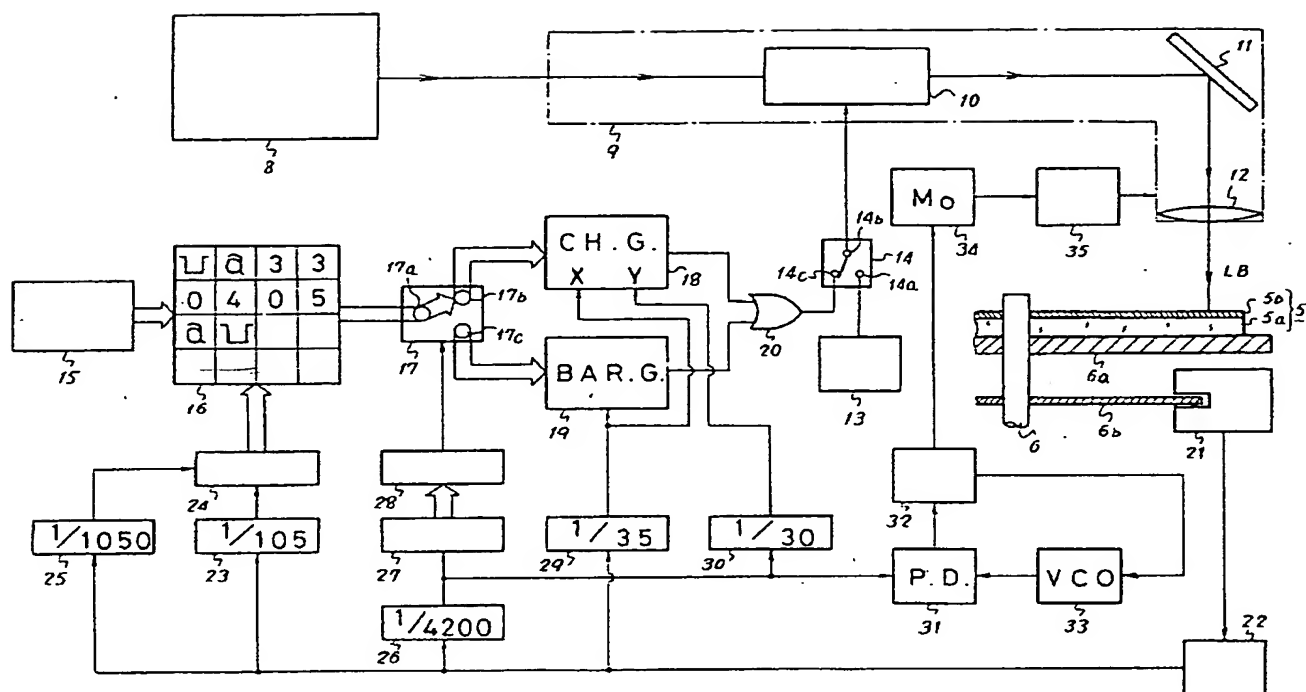 8
9
10
11
12
LB
5b
5a
5
6a
6b
6
21
22
15
⊔ a 3 3
0 4 0 5
a ⊔
16
17a
17b
17c
17
CH.G.
X Y
18
BAR.G.
19
20
14b
14
14c
14a
13
Mo
34
35
24
1/1050
25
1/105
23
28
27
1/4200
26
1/35
29
1/30
30
32
P.D.
31
VCO
33